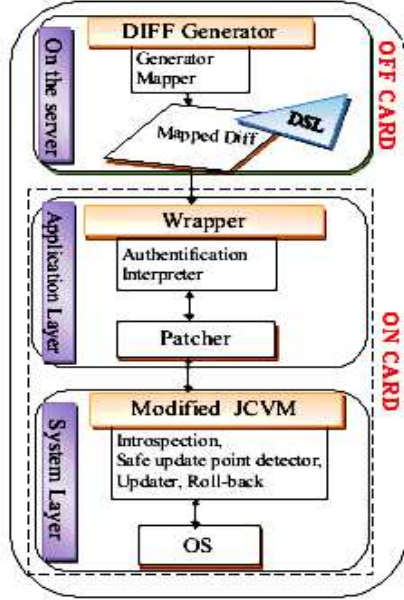 DIFF Generator
Generator
Mapper
Mapped Diff
DSL
On the server
OFF CARD
Wrapper
Authentification
Interpreter
Patcher
Application Layer
ON CARD
Modified JCVM
Introspection,
Safe update point detector,
Updater, Roll-back
OS
System Layer